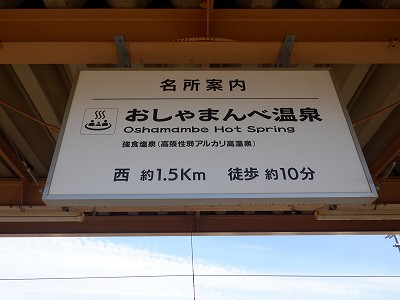 名所案内
おしゃまんべ温泉
Oshamambe Hot Spring
強食塩泉(高張性弱アルカリ高温泉)
西 約1.5Km 徒歩 約10分